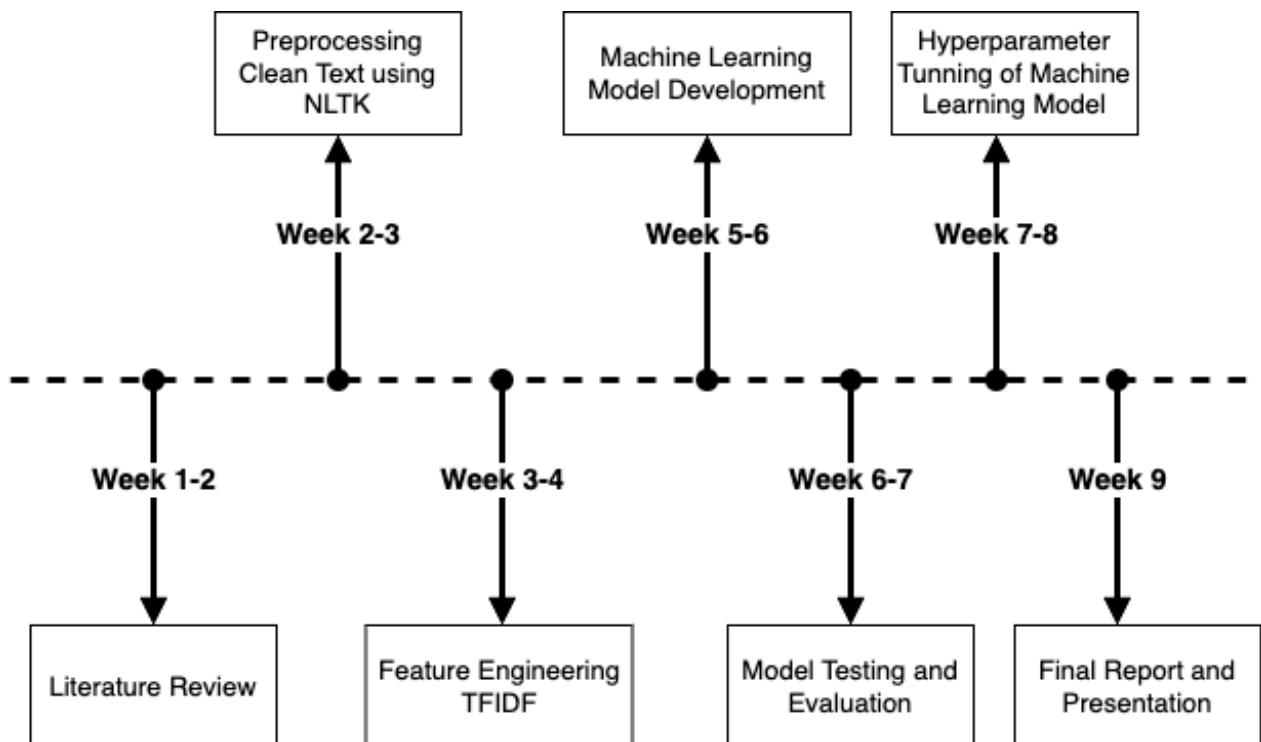 Preprocessing
Clean Text using
NLTK
Machine Learning
Model Development
Hyperparameter
Tunning of Machine
Learning Model
Week 2-3
Week 5-6
Week 7-8
Week 1-2
Week 3-4
Week 6-7
Week 9
Literature Review
Feature Engineering
TFIDF
Model Testing and
Evaluation
Final Report and
Presentation